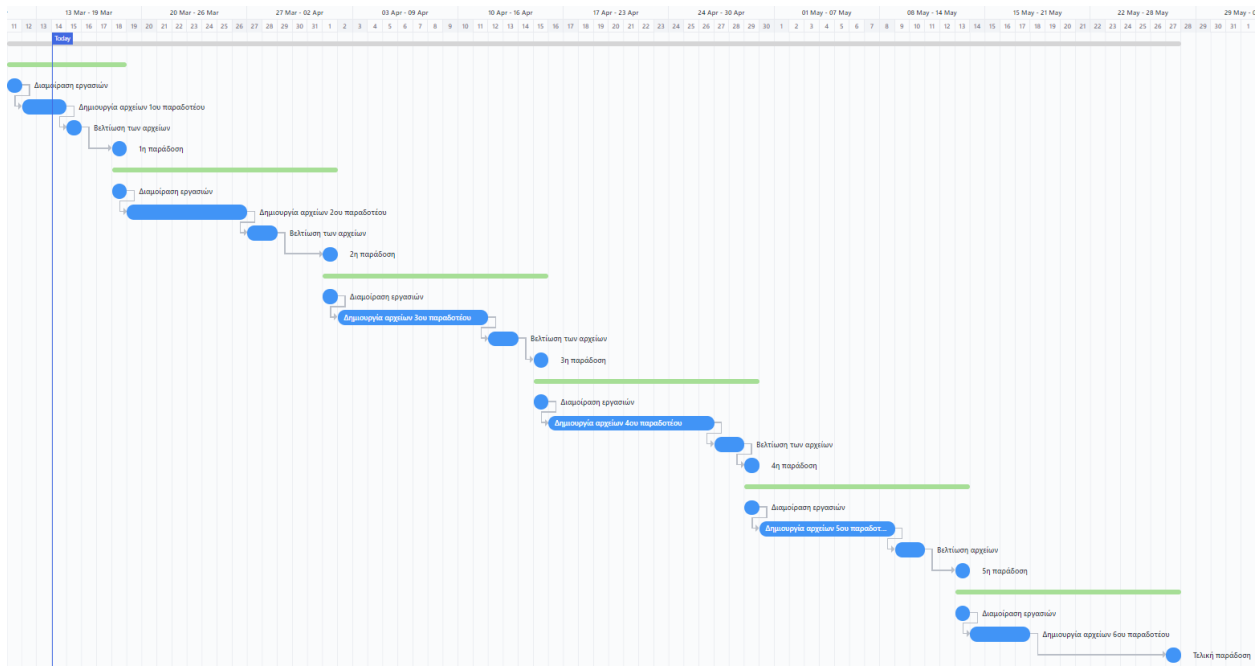 13 Mar - 19 Mar 20 Mar - 26 Mar 27 Mar - 02 Apr 03 Apr - 09 Apr 10 Apr - 16 Apr 17 Apr - 23 Apr 24 Apr - 30 Apr 01 May - 07 May 08 May - 14 May 15 May - 21 May 22 May - 28 May 29 May -
11 12 13 14 15 16 17 18 19 20 21 22 23 24 25 26 27 28 29 30 31 1 2 3 4 5 6 7 8 9 10 11 12 13 14 15 16 17 18 19 20 21 22 23 24 25 26 27 28 29 30 1 2 3 4 5 6 7 8 9 10 11 12 13 14 15 16 17 18 19 20 21 22 23 24 25 26 27 28 29 30 31 1
Today
Διαμοίραση εργασιών
Δημιουργία αρχείων 1ου παραδοτέου
Βελτίωση των αρχείων
1η παράδοση
Διαμοίραση εργασιών
Δημιουργία αρχείων 2ου παραδοτέου
Βελτίωση των αρχείων
2η παράδοση
Διαμοίραση εργασιών
Δημιουργία αρχείων 3ου παραδοτέου
Βελτίωση των αρχείων
3η παράδοση
Διαμοίραση εργασιών
Δημιουργία αρχείων 4ου παραδοτέου
Βελτίωση των αρχείων
4η παράδοση
Διαμοίραση εργασιών
Δημιουργία αρχείων 5ου παραδοτ...
Βελτίωση αρχείων
5η παράδοση
Διαμοίραση εργασιών
Δημιουργία αρχείων 6ου παραδοτέου
Τελική παράδοση